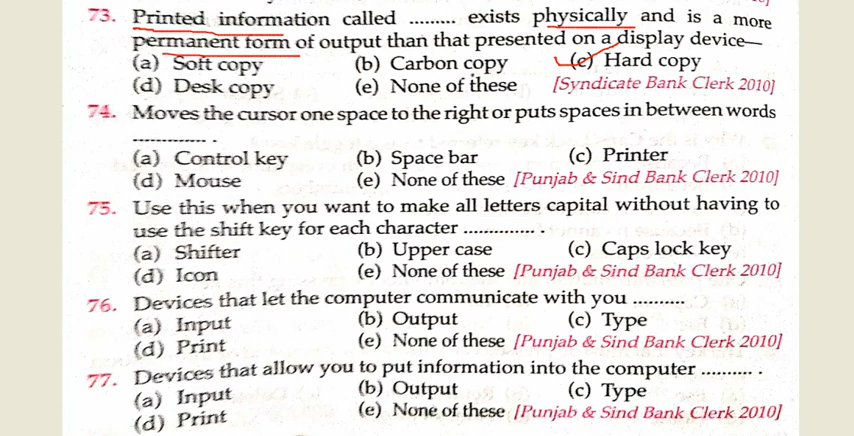 73. Printed information called ......... exists physically and is a more
permanent form of output than that presented on a display device—
(a) Soft copy (b) Carbon copy (c) Hard copy
(d) Desk copy (e) None of these [Syndicate Bank Clerk 2010]
74. Moves the cursor one space to the right or puts spaces in between words
.............. .
(a) Control key (b) Space bar (c) Printer
(d) Mouse (e) None of these [Punjab & Sind Bank Clerk 2010]
75. Use this when you want to make all letters capital without having to
use the shift key for each character .............. .
(a) Shifter (b) Upper case (c) Caps lock key
(d) Icon (e) None of these [Punjab & Sind Bank Clerk 2010]
76. Devices that let the computer communicate with you ..........
(a) Input (b) Output (c) Type
(d) Print (e) None of these [Punjab & Sind Bank Clerk 2010]
77. Devices that allow you to put information into the computer .......... .
(a) Input (b) Output (c) Type
(d) Print (e) None of these [Punjab & Sind Bank Clerk 2010]